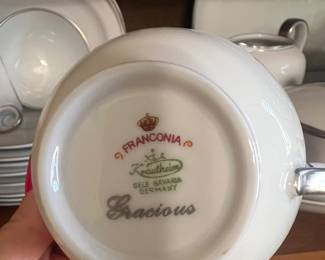 FRANCONIA
K&A
Krautheim
SELB BAVARIA
GERMANY
Gracious